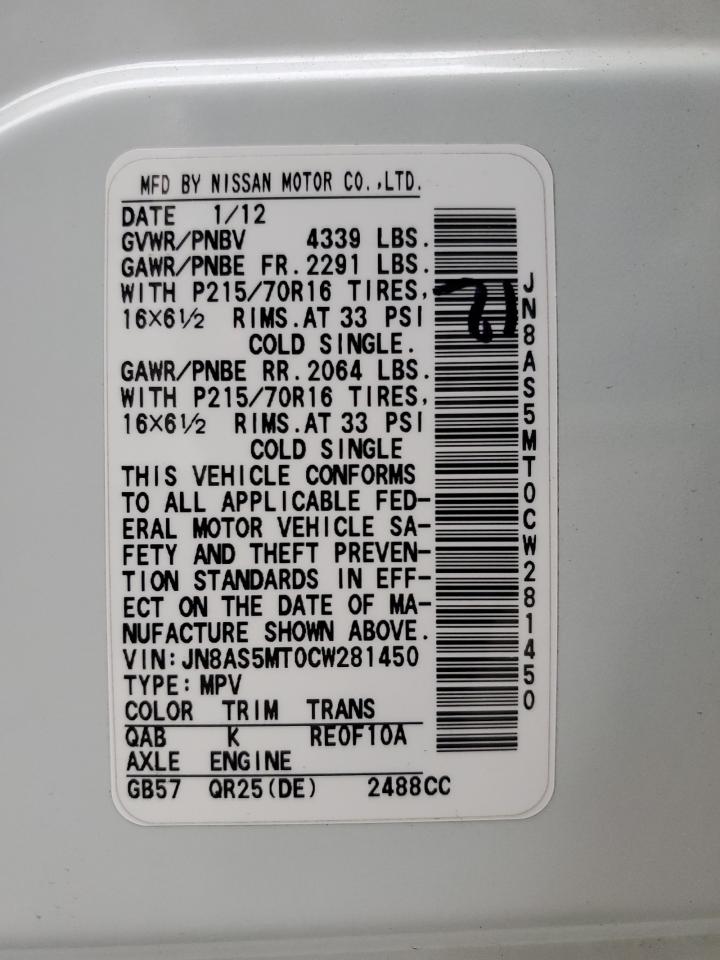 MFD BY NISSAN MOTOR CO.,LTD.
DATE 1/12
GVWR/PNBV 4339 LBS.
GAWR/PNBE FR.2291 LBS.
WITH P215/70R16 TIRES,
16×6½ RIMS.AT 33 PSI
COLD SINGLE.
GAWR/PNBE RR.2064 LBS.
WITH P215/70R16 TIRES,
16×6½ RIMS.AT 33 PSI
COLD SINGLE
THIS VEHICLE CONFORMS
TO ALL APPLICABLE FED-
ERAL MOTOR VEHICLE SA-
FETY AND THEFT PREVEN-
TION STANDARDS IN EFF-
ECT ON THE DATE OF MA-
NUFACTURE SHOWN ABOVE.
VIN:JN8AS5MT0CW281450
TYPE:MPV
COLOR TRIM TRANS
QAB K RE0F10A
AXLE ENGINE
GB57 QR25(DE) 2488CC
JN8AS5MT0CW281450